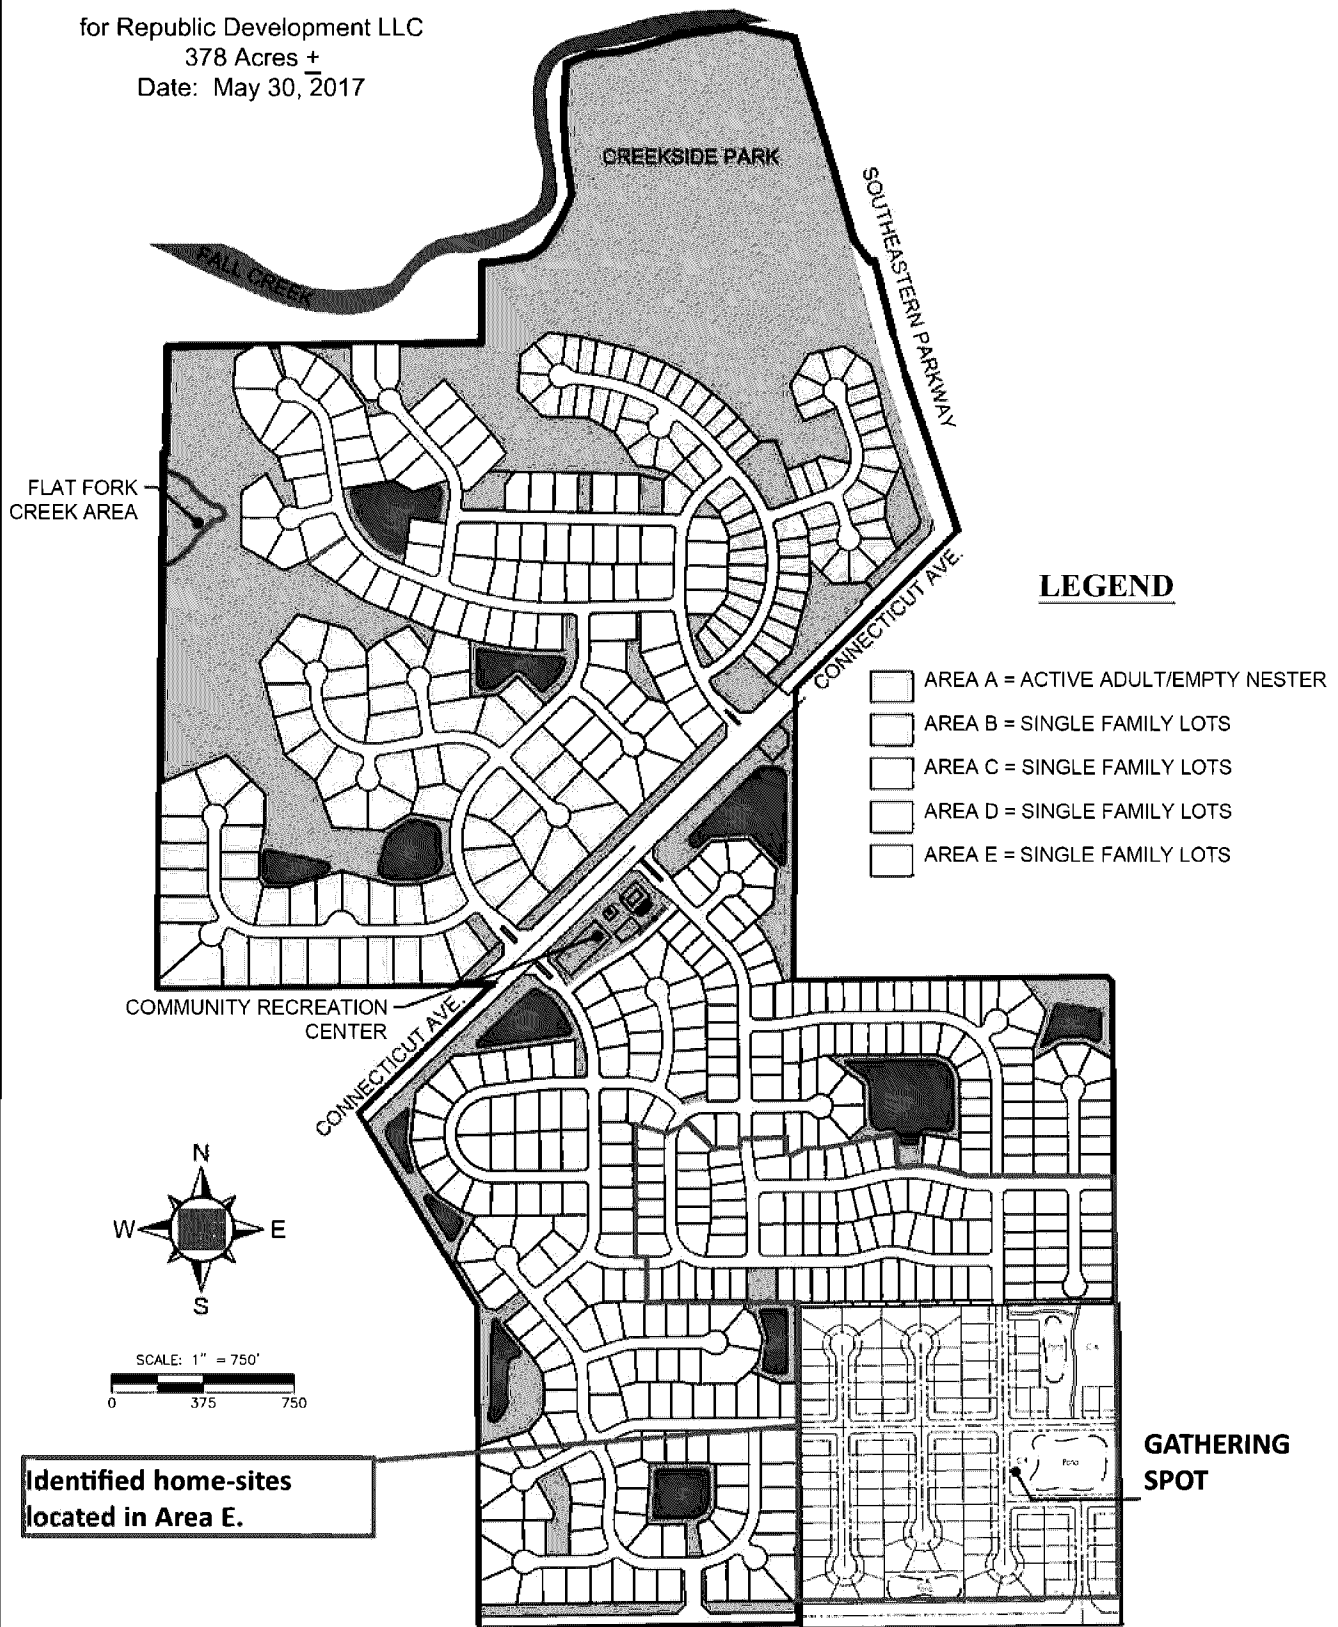 for Republic Development LLC
378 Acres ±
Date: May 30, 2017
CREEKSIDE PARK
SOUTHEASTERN PARKWAY
FALL CREEK
FLAT FORK
CREEK AREA
CONNECTICUT AVE.
LEGEND
AREA A = ACTIVE ADULT/EMPTY NESTER
AREA B = SINGLE FAMILY LOTS
AREA C = SINGLE FAMILY LOTS
AREA D = SINGLE FAMILY LOTS
AREA E = SINGLE FAMILY LOTS
COMMUNITY RECREATION
CENTER
CONNECTICUT AVE.
N
W
E
S
SCALE: 1" = 750'
0 375 750
Identified home-sites
located in Area E.
GATHERING
SPOT
Pond
Pond
Pond